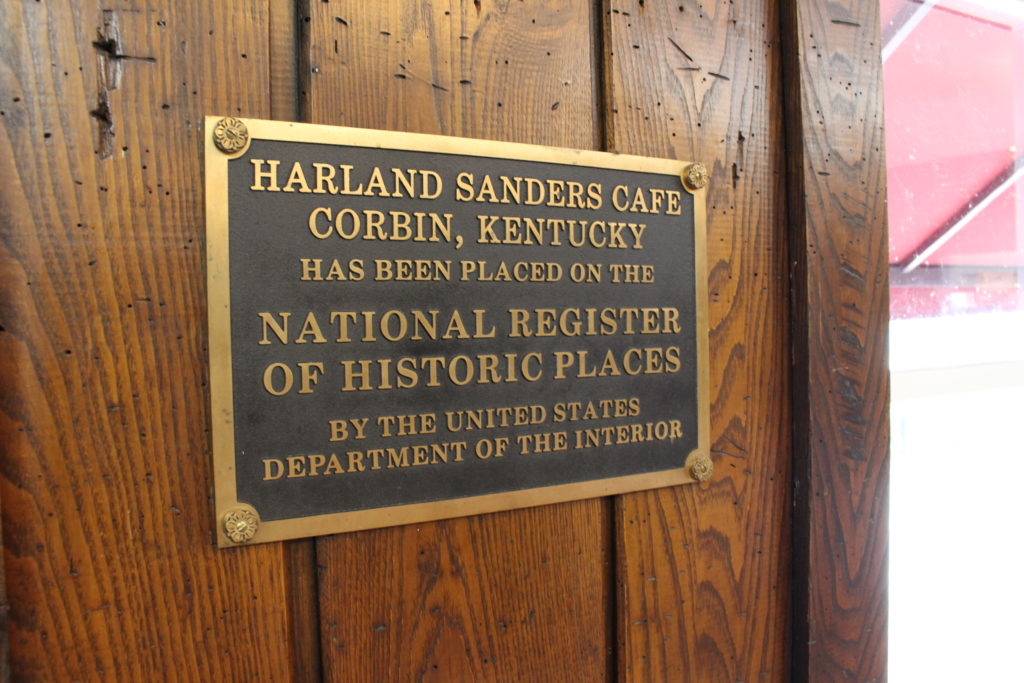 HARLAND SANDERS CAFE
CORBIN, KENTUCKY
HAS BEEN PLACED ON THE
NATIONAL REGISTER
OF HISTORIC PLACES
BY THE UNITED STATES
DEPARTMENT OF THE INTERIOR